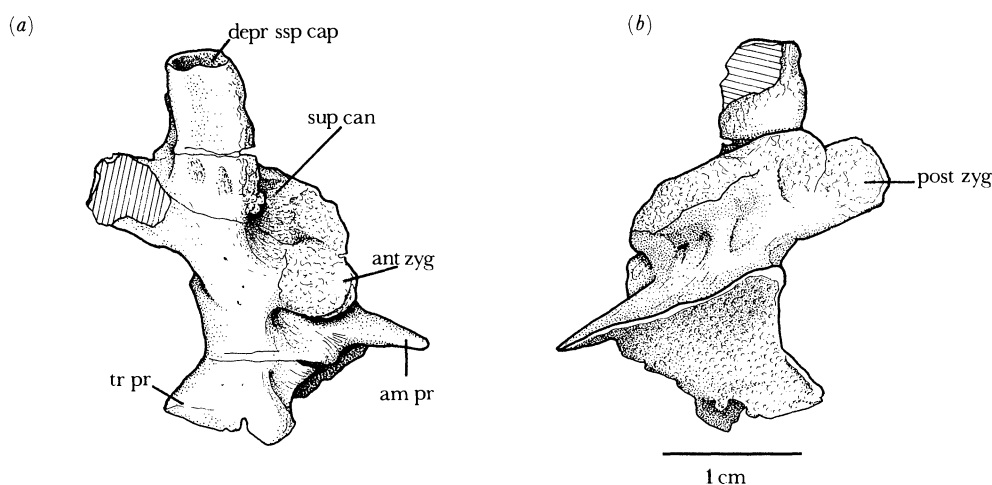 (a)
(b)
depr ssp cap
sup can
post zyg
ant zyg
tr pr
am pr
1 cm